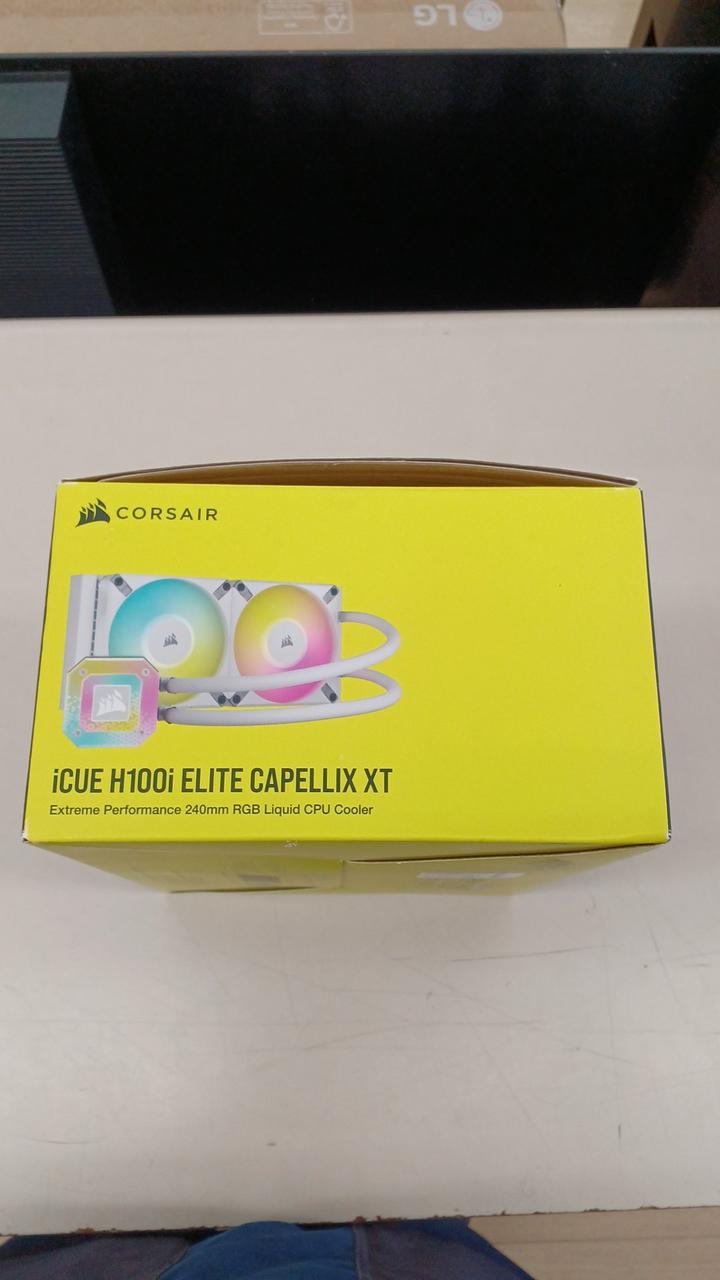 LG
CORSAIR
iCUE H100i ELITE CAPELLIX XT
Extreme Performance 240mm RGB Liquid CPU Cooler